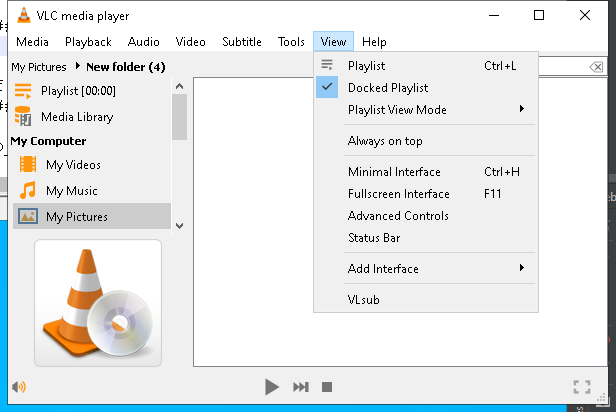 VLC media player
Media Playback Audio Video Subtitle Tools View Help
My Pictures New folder (4)
Playlist [00:00]
Media Library
My Computer
My Videos
My Music
My Pictures
Playlist Ctrl+L
Docked Playlist
Playlist View Mode
Always on top
Minimal Interface Ctrl+H
Fullscreen Interface F11
Advanced Controls
Status Bar
Add Interface
VLsub